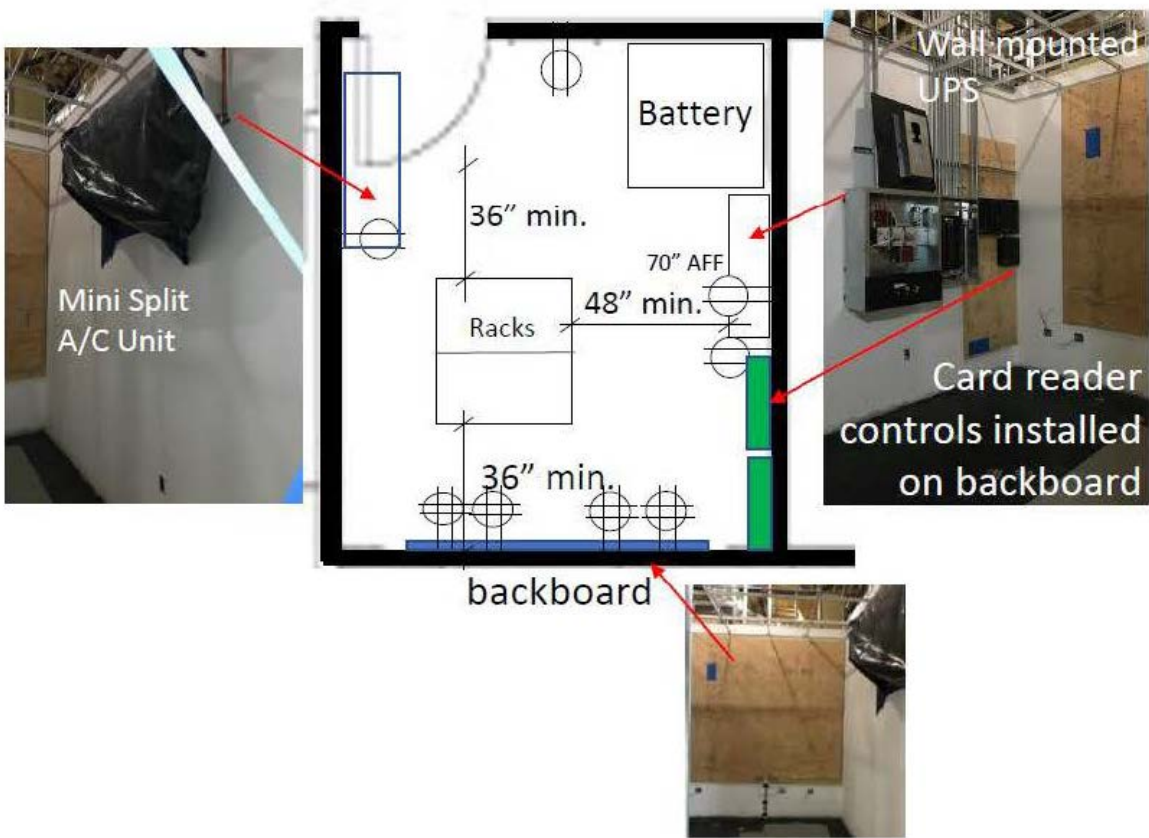 Wall mounted
UPS
Battery
36” min.
70” AFF
48” min.
Racks
Mini Split
A/C Unit
Card reader
controls installed
on backboard
36” min.
backboard